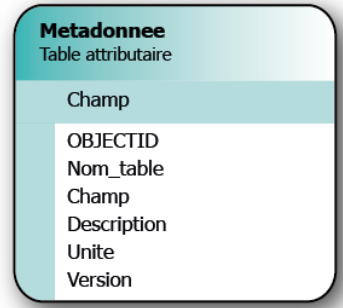 Metadonnee
Table attributaire
Champ
OBJECTID
Nom_table
Champ
Description
Unite
Version